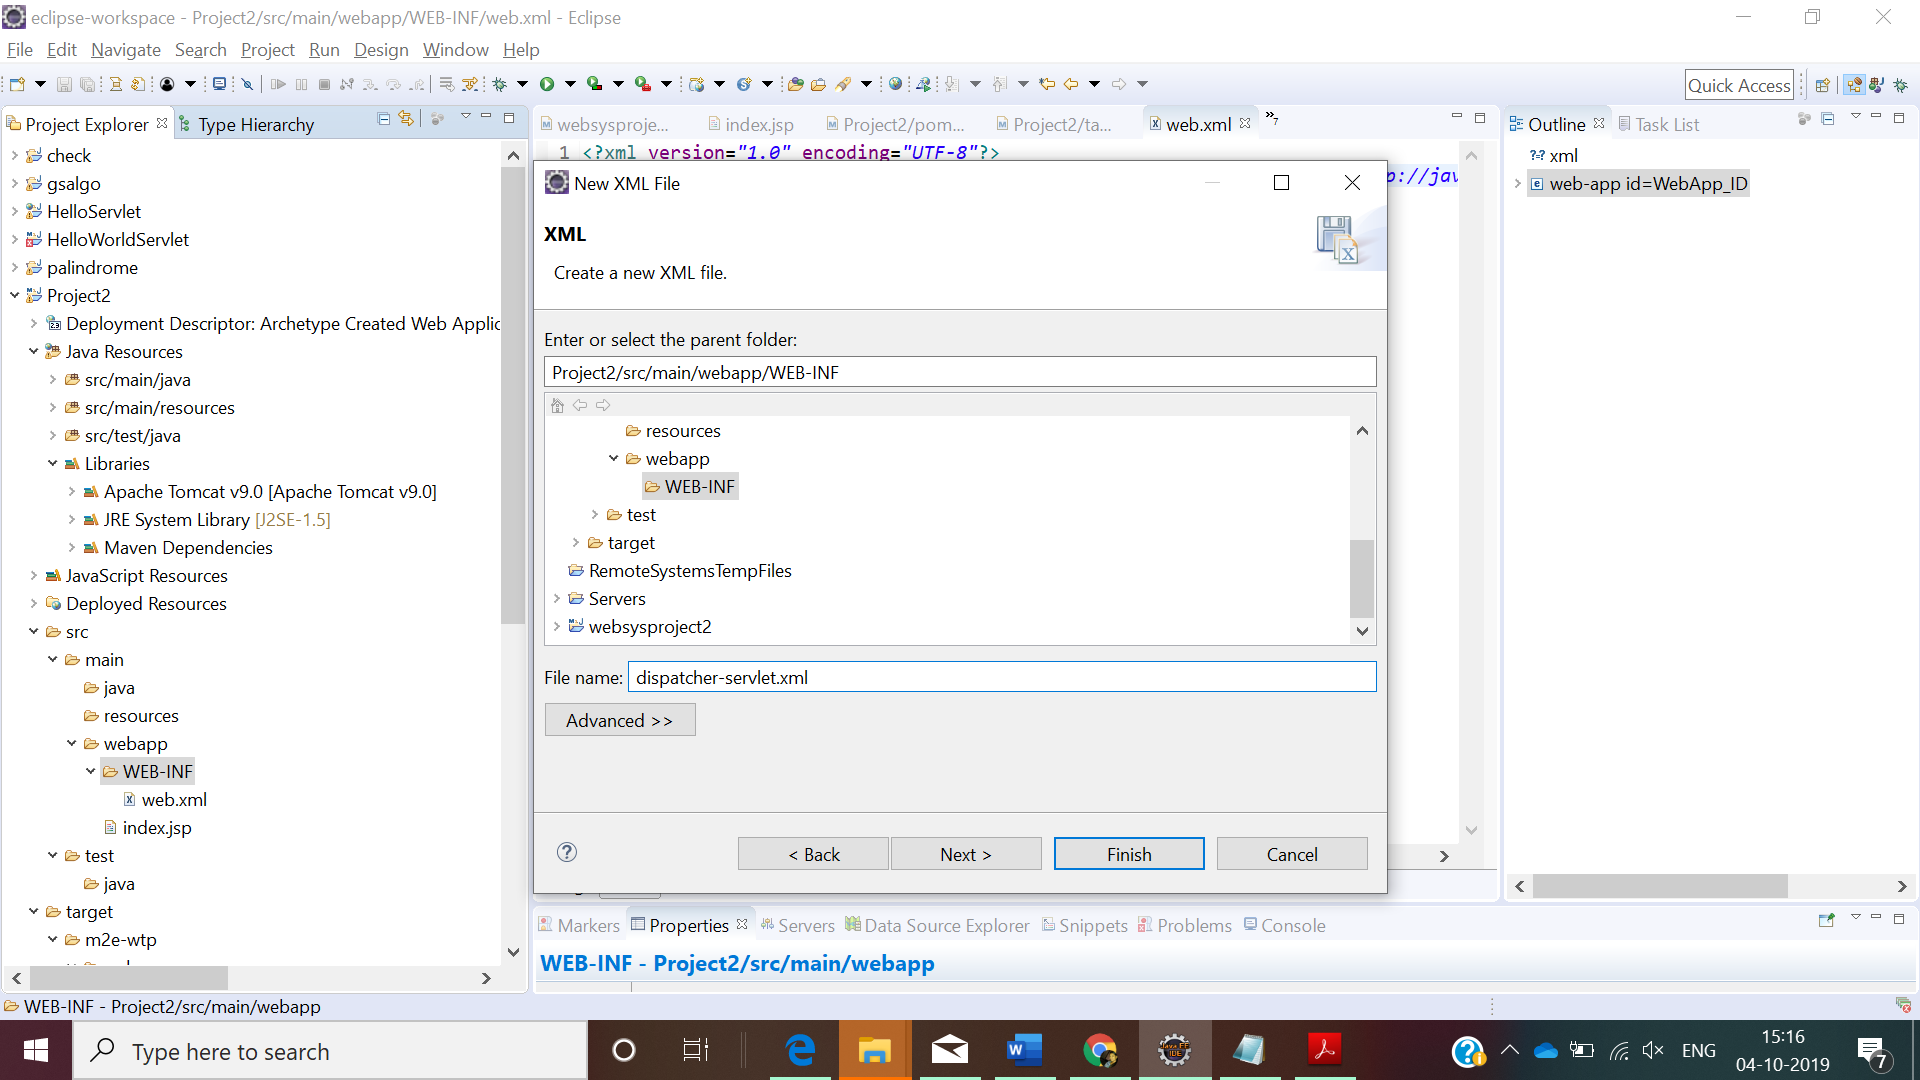 eclipse-workspace - Project2/src/main/webapp/WEB-INF/web.xml - Eclipse
File Edit Navigate Search Project Run Design Window Help
Quick Access
Project Explorer Type Hierarchy
check
gsalgo
HelloServlet
HelloWorldServlet
palindrome
Project2
Deployment Descriptor: Archetype Created Web Applic
Java Resources
src/main/java
src/main/resources
src/test/java
Libraries
Apache Tomcat v9.0 [Apache Tomcat v9.0]
JRE System Library [J2SE-1.5]
Maven Dependencies
JavaScript Resources
Deployed Resources
src
main
java
resources
webapp
WEB-INF
web.xml
index.jsp
test
java
target
m2e-wtp
websysproje... index.jsp Project2/pom... Project2/ta... web.xml »7
1 <?xml version="1.0" encoding="UTF-8"?>
p://jav
New XML File
XML
Create a new XML file.
Enter or select the parent folder:
Project2/src/main/webapp/WEB-INF
resources
webapp
WEB-INF
test
target
RemoteSystemsTempFiles
Servers
websysproject2
File name: dispatcher-servlet.xml
Advanced >>
< Back Next > Finish Cancel
Outline Task List
xml
web-app id=WebApp_ID
Markers Properties Servers Data Source Explorer Snippets Problems Console
WEB-INF - Project2/src/main/webapp
WEB-INF - Project2/src/main/webapp
Type here to search
ENG
15:16
04-10-2019
7